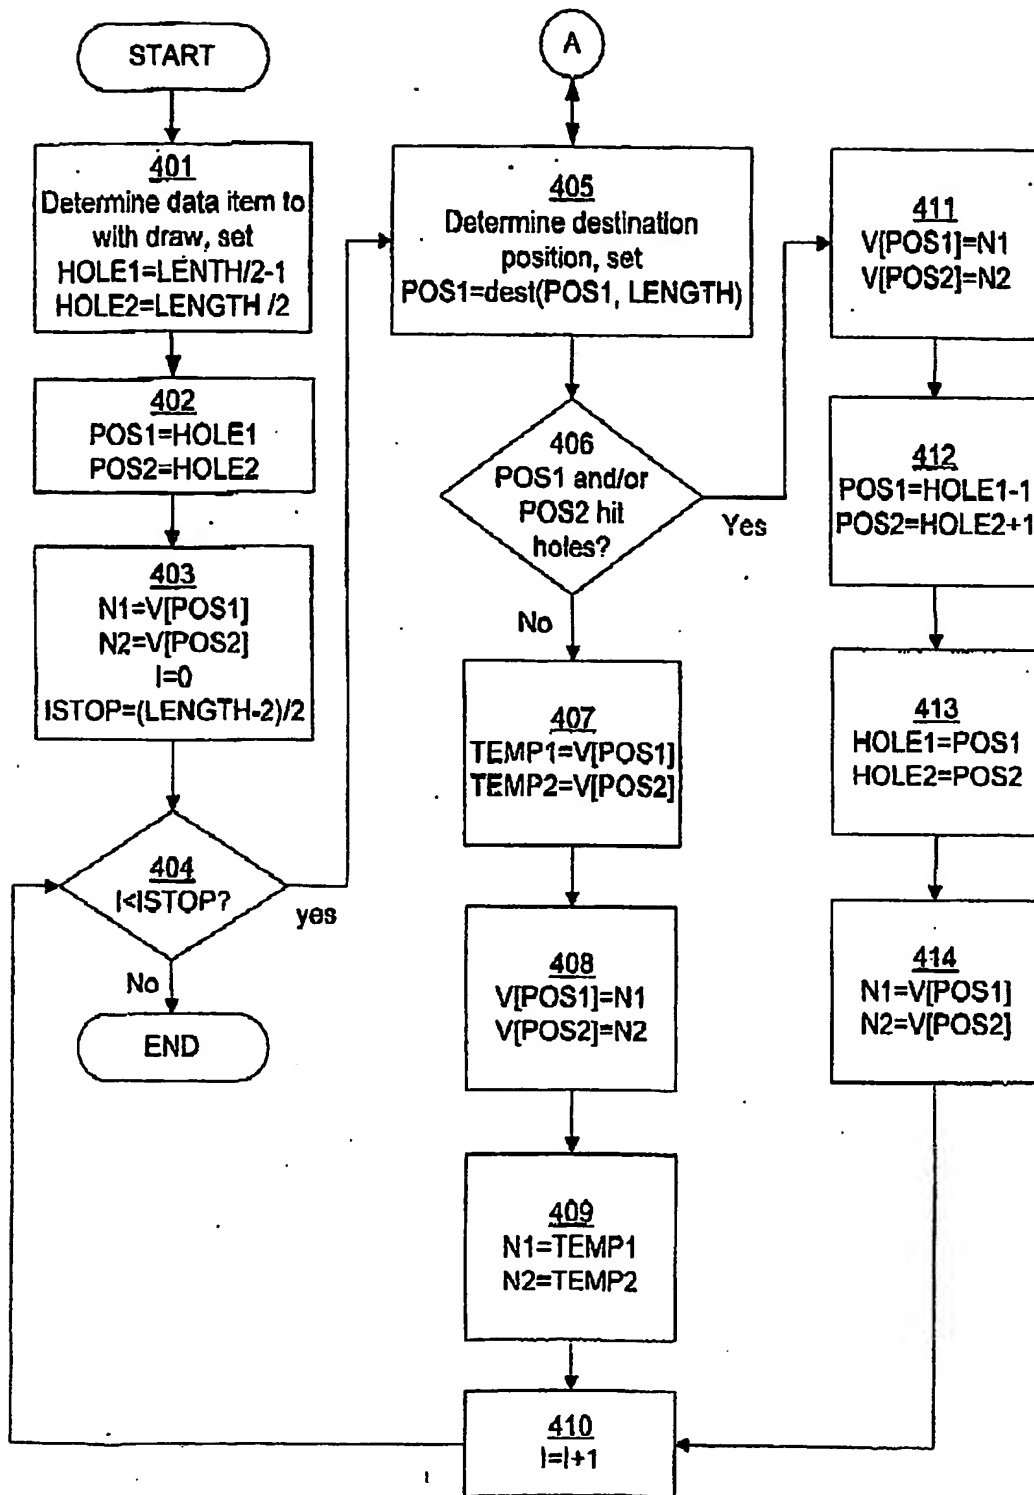 START
401
Determine data item to
with draw, set
HOLE1=LENTH/2-1
HOLE2=LENGTH /2
402
POS1=HOLE1
POS2=HOLE2
403
N1=V[POS1]
N2=V[POS2]
I=0
ISTOP=(LENGTH-2)/2
404
I<ISTOP?
yes
No
END
A
405
Determine destination
position, set
POS1=dest(POS1, LENGTH)
406
POS1 and/or
POS2 hit
holes?
Yes
No
407
TEMP1=V[POS1]
TEMP2=V[POS2]
408
V[POS1]=N1
V[POS2]=N2
409
N1=TEMP1
N2=TEMP2
410
I=I+1
411
V[POS1]=N1
V[POS2]=N2
412
POS1=HOLE1-1
POS2=HOLE2+1
413
HOLE1=POS1
HOLE2=POS2
414
N1=V[POS1]
N2=V[POS2]